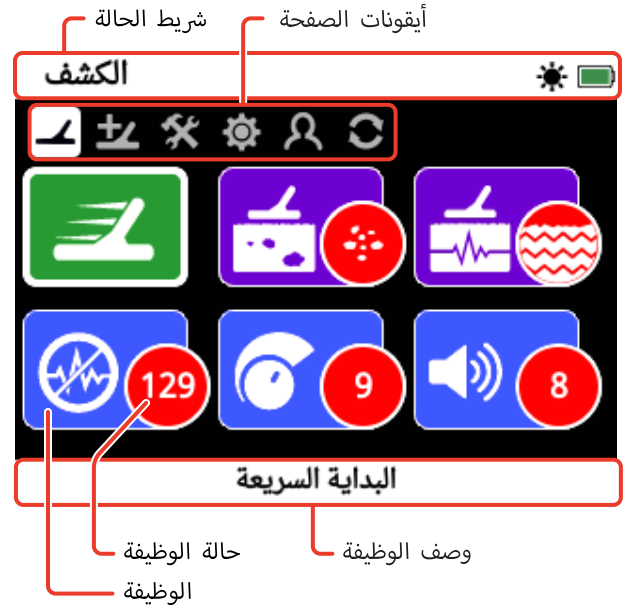 أيقونات الصفحة
شريط الحالة
الكشف
129
9
8
البداية السريعة
وصف الوظيفة
حالة الوظيفة
الوظيفة